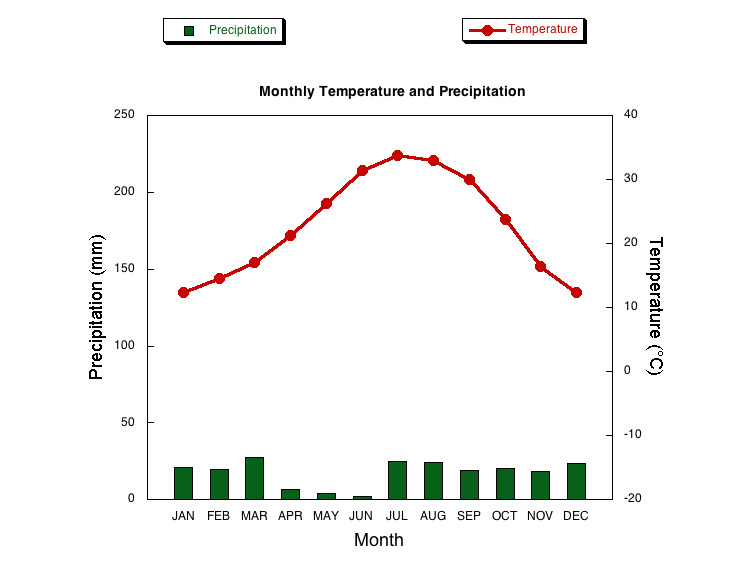 Precipitation
Temperature
Monthly Temperature and Precipitation
250
200
150
100
50
0
Precipitation (mm)
40
30
20
10
0
-10
-20
Temperature (°C)
JAN FEB MAR APR MAY JUN JUL AUG SEP OCT NOV DEC
Month